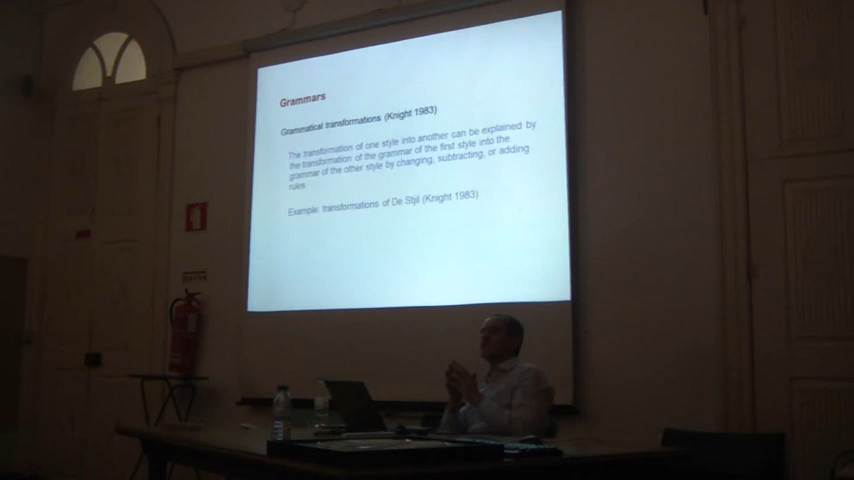 Grammars
Grammatical transformations (Knight 1983)
The transformation of one style into another can be explained by
the transformation of the grammar of the first style into the
grammar of the other style by changing, subtracting, or adding
rules
Example: transformations of De Stjil (Knight 1983)